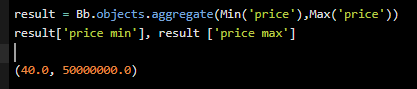 result = Bb.objects.aggregate(Min('price'),Max('price'))
result['price min'], result ['price max']
(40.0, 50000000.0)